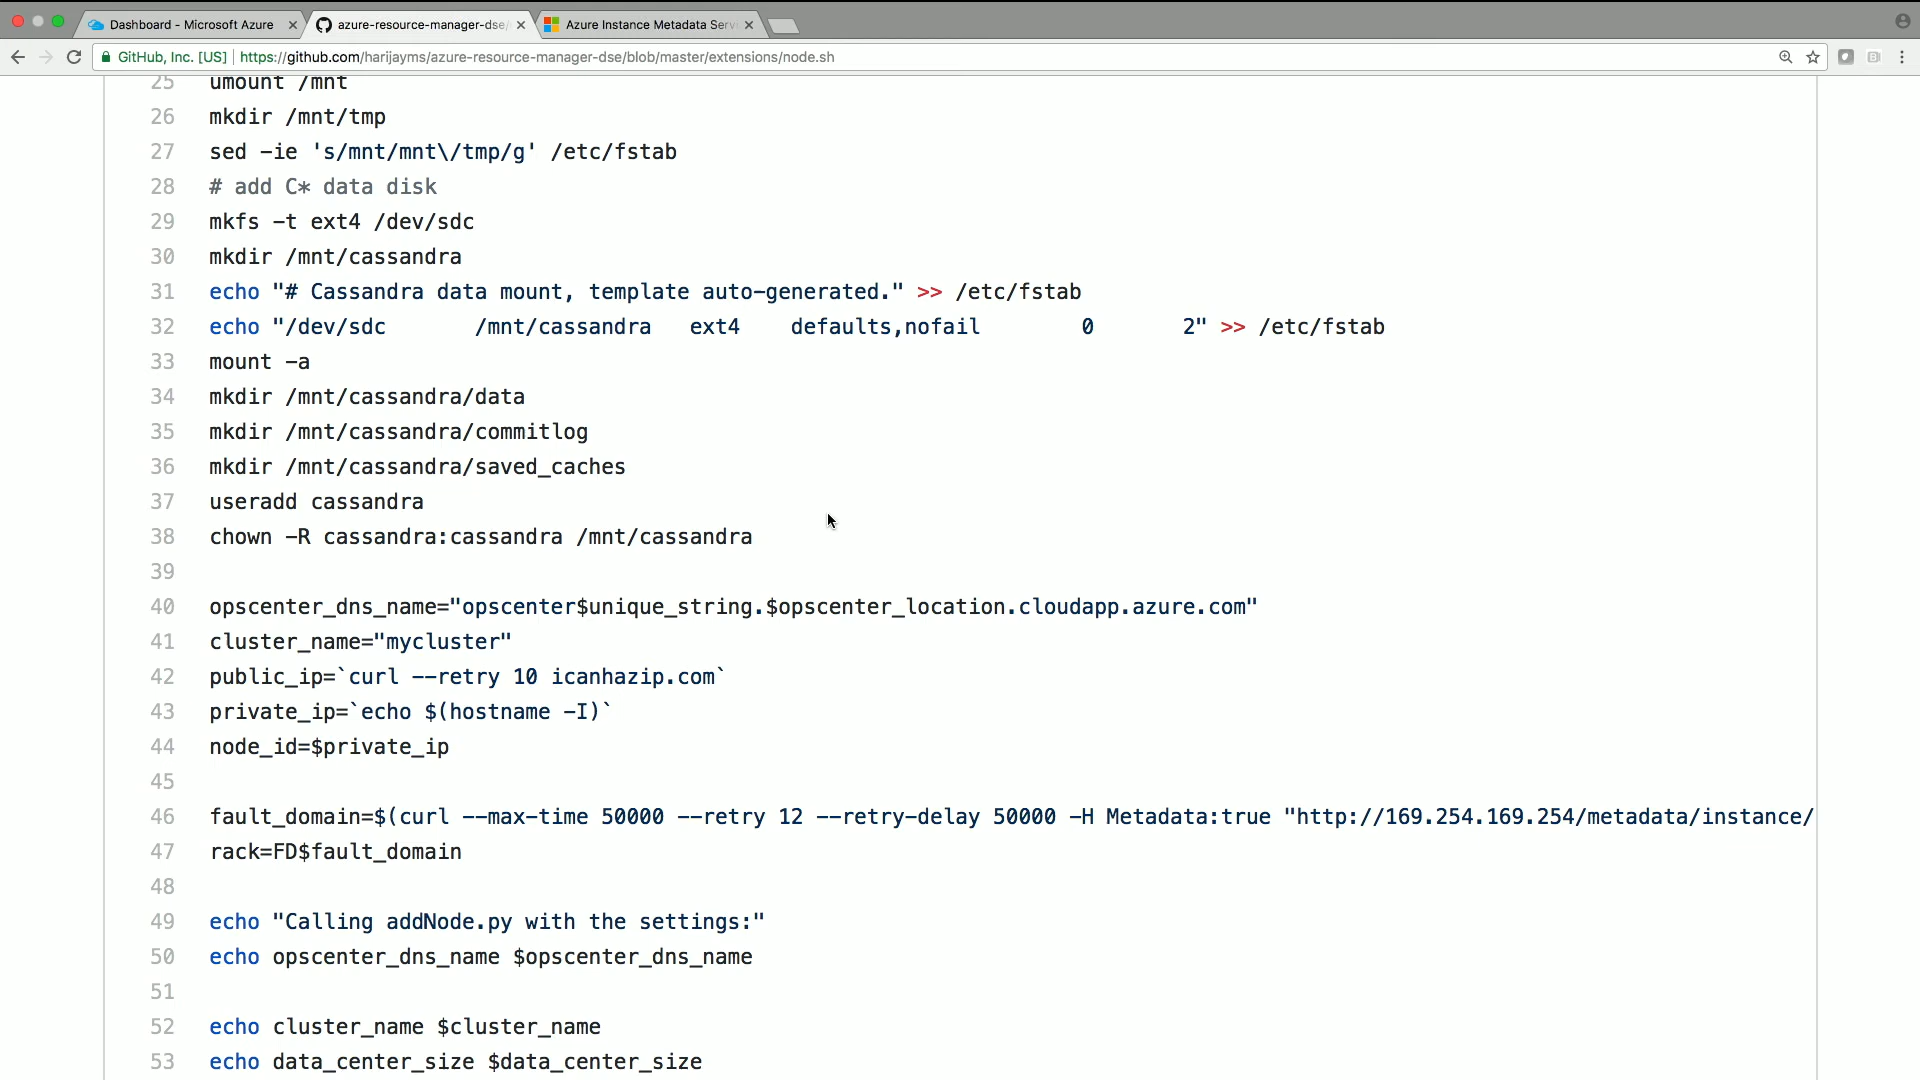 Dashboard - Microsoft Azure
azure-resource-manager-dse/
Azure Instance Metadata Serv
GitHub, Inc. [US] https://github.com/harijayms/azure-resource-manager-dse/blob/master/extensions/node.sh
25 umount /mnt
26 mkdir /mnt/tmp
27 sed -ie 's/mnt/mnt\/tmp/g' /etc/fstab
28 # add C* data disk
29 mkfs -t ext4 /dev/sdc
30 mkdir /mnt/cassandra
31 echo "# Cassandra data mount, template auto-generated." >> /etc/fstab
32 echo "/dev/sdc       /mnt/cassandra   ext4    defaults,nofail        0       2" >> /etc/fstab
33 mount -a
34 mkdir /mnt/cassandra/data
35 mkdir /mnt/cassandra/commitlog
36 mkdir /mnt/cassandra/saved_caches
37 useradd cassandra
38 chown -R cassandra:cassandra /mnt/cassandra
39
40 opscenter_dns_name="opscenter$unique_string.$opscenter_location.cloudapp.azure.com"
41 cluster_name="mycluster"
42 public_ip=`curl --retry 10 icanhazip.com`
43 private_ip=`echo $(hostname -I)`
44 node_id=$private_ip
45
46 fault_domain=$(curl --max-time 50000 --retry 12 --retry-delay 50000 -H Metadata:true "http://169.254.169.254/metadata/instance/
47 rack=FD$fault_domain
48
49 echo "Calling addNode.py with the settings:"
50 echo opscenter_dns_name $opscenter_dns_name
51
52 echo cluster_name $cluster_name
53 echo data_center_size $data_center_size